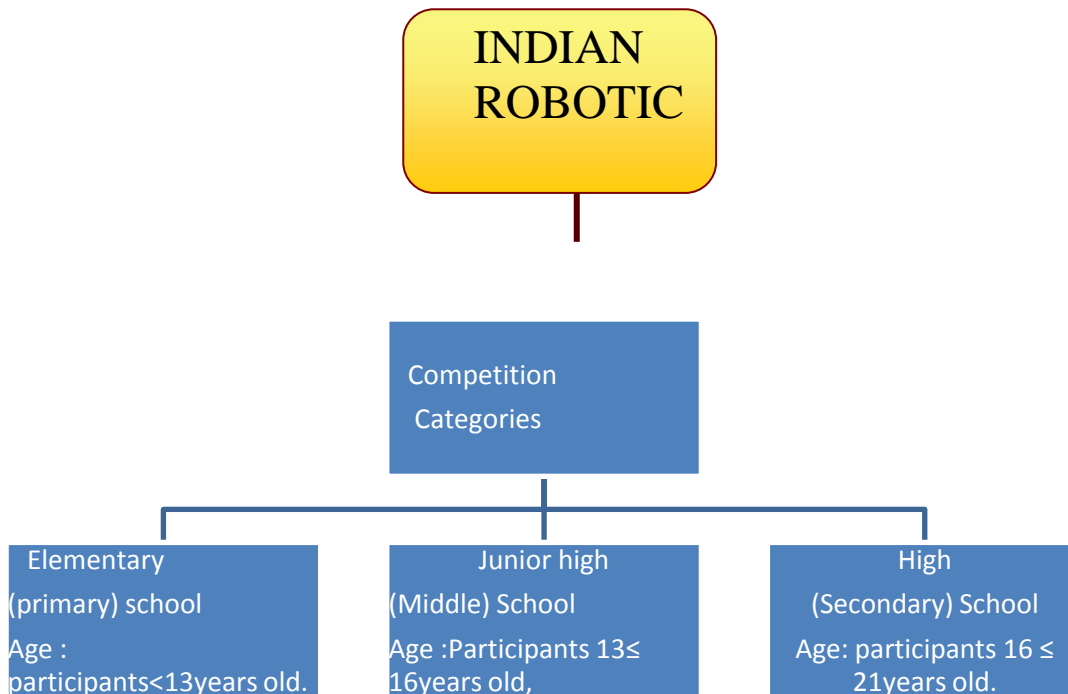 INDIAN
ROBOTIC
Competition
Categories
Elementary
(primary) school
Age :
participants<13years old.
Junior high
(Middle) School
Age :Participants 13≤
16years old,
High
(Secondary) School
Age: participants 16 ≤
21years old.